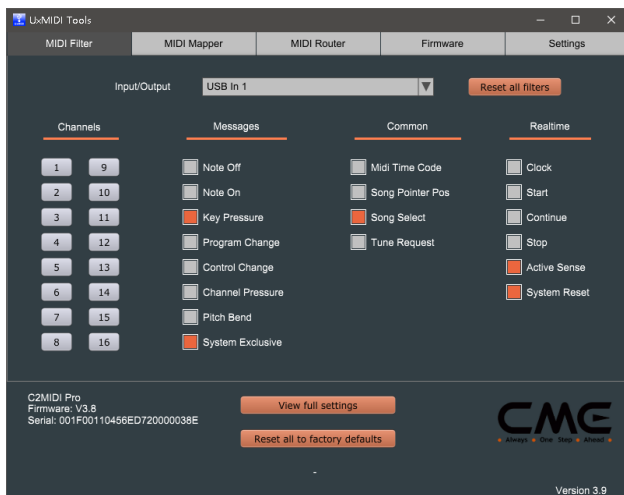 UxMIDI Tools
MIDI Filter MIDI Mapper MIDI Router Firmware Settings
Input/Output USB In 1 Reset all filters
Channels Messages Common Realtime
1 9 Note Off Midi Time Code Clock
2 10 Note On Song Pointer Pos Start
3 11 Key Pressure Song Select Continue
4 12 Program Change Tune Request Stop
5 13 Control Change Active Sense
6 14 Channel Pressure System Reset
7 15 Pitch Bend
8 16 System Exclusive
C2MIDI Pro
Firmware: V3.8
Serial: 001F00110456ED720000038E
View full settings
Reset all to factory defaults
-
CME
Always • One Step • Ahead
Version 3.9